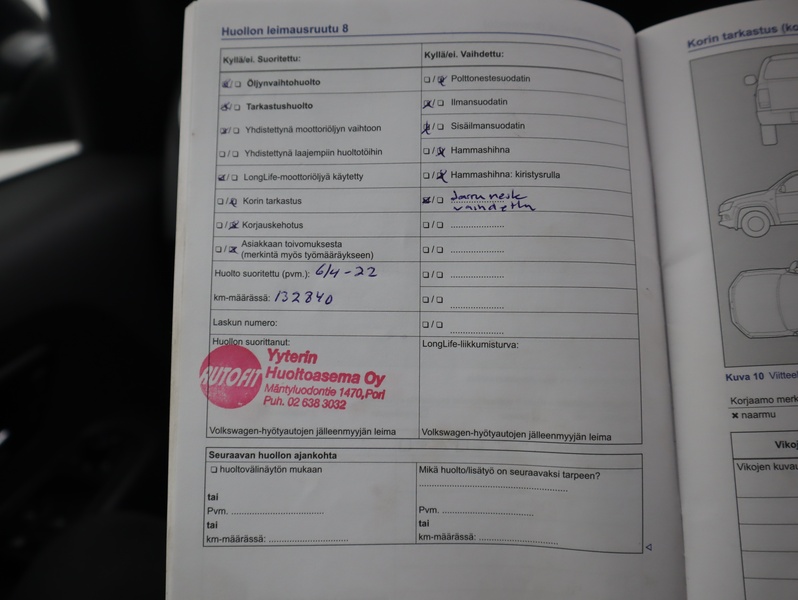 Huollon leimausruutu 8
Kyllä/ei. Suoritettu:
❏/❏ Öljynvaihtohuolto
❏/❏ Tarkastushuolto
❏/❏ Yhdistettynä moottoriöljyn vaihtoon
❏/❏ Yhdistettynä laajempiin huoltotöihin
❏/❏ LongLife-moottoriöljyä käytetty
❏/❏ Korin tarkastus
❏/❏ Korjauskehotus
❏/❏ Asiakkaan toivomuksesta
(merkintä myös työmääräykseen)
Huolto suoritettu (pvm.): 6/4-22
km-määrässä: 132840
Laskun numero:
Huollon suorittanut:
AUTOFIT
Yyterin
Huoltoasema Oy
Mäntyluodontie 1470, Pori
Puh. 02 638 3032
Volkswagen-hyötyautojen jälleenmyyjän leima
Kyllä/ei. Vaihdettu:
❏/❏ Polttonestesuodatin
❏/❏ Ilmansuodatin
❏/❏ Sisäilmansuodatin
❏/❏ Hammashihna
❏/❏ Hammashihna: kiristysrulla
❏/❏ Jarruneste
vaihdettu
❏/❏ ....................
❏/❏ ....................
❏/❏ ....................
❏/❏ ....................
❏/❏ ....................
LongLife-liikkumisturva:
Volkswagen-hyötyautojen jälleenmyyjän leima
Seuraavan huollon ajankohta
❏ huoltovälinäytön mukaan
tai
Pvm. ..............................
tai
km-määrässä: ..........................
Mikä huolto/lisätyö on seuraavaksi tarpeen?
..................................................
Pvm. ..............................
tai
km-määrässä: ..........................
Korin tarkastus (ko
Kuva 10 Viitteel
Korjaamo merk
✖ naarmu
Vikoj
Vikojen kuvau